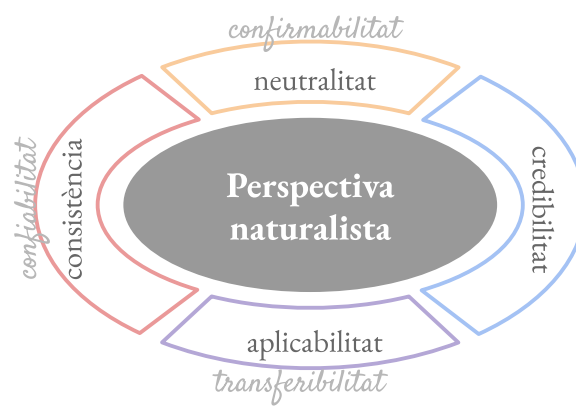 confirmabilitat
neutralitat
confiabilitat
consistència
Perspectiva
naturalista
credibilitat
aplicabilitat
transferibilitat